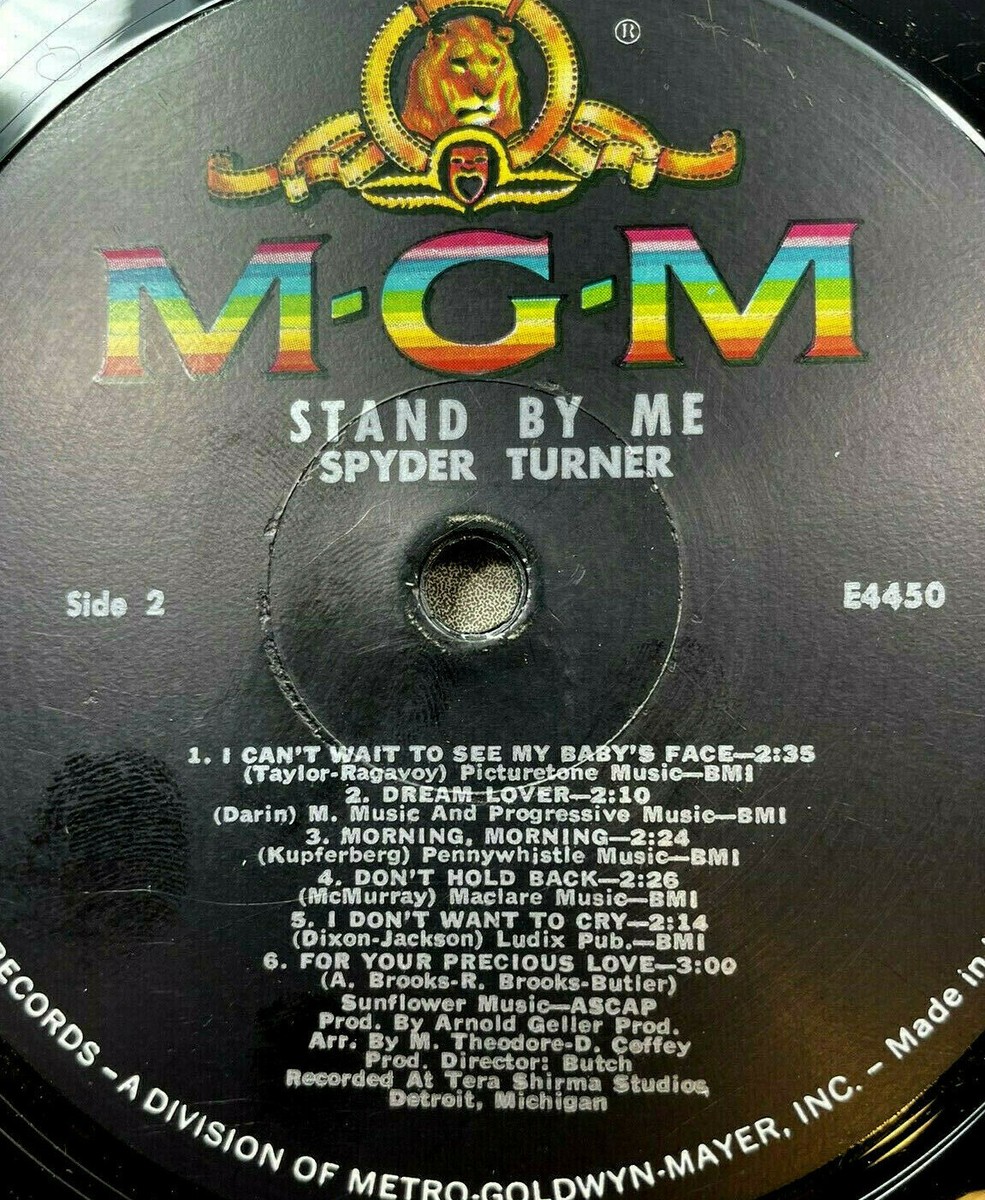 ®
M·G·M
STAND BY ME
SPYDER TURNER
Side 2
E4450
1. I CAN'T WAIT TO SEE MY BABY'S FACE—2:35
(Taylor-Ragavoy) Picturetone Music—BMI
2. DREAM LOVER—2:10
(Darin) M. Music And Progressive Music—BMI
3. MORNING, MORNING—2:24
(Kupferberg) Pennywhistle Music—BMI
4. DON'T HOLD BACK—2:26
(McMurray) Maclare Music—BMI
5. I DON'T WANT TO CRY—2:14
(Dixon-Jackson) Ludix Pub.—BMI
6. FOR YOUR PRECIOUS LOVE—3:00
(A. Brooks-R. Brooks-Butler)
Sunflower Music—ASCAP
Prod. By Arnold Geller Prod.
Arr. By M. Theodore-D. Coffey
Prod. Director: Butch
Recorded At Tera Shirma Studios,
Detroit, Michigan
RECORDS – A DIVISION OF METRO-GOLDWYN-MAYER, INC. – Made in